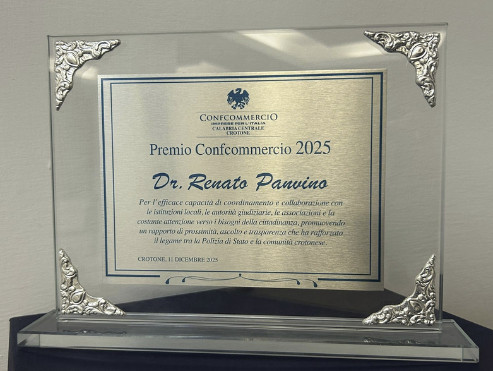 CONFCOMMERCIO
IMPRESE PER L'ITALIA
CALABRIA CENTRALE
CROTONE
Premio Confcommercio 2025
Dr. Renato Panvino
Per l'efficace capacità di coordinamento e collaborazione con
le istituzioni locali, le autorità giudiziarie, le associazioni e la
costante attenzione verso i bisogni della cittadinanza, promuovendo
un rapporto di prossimità, ascolto e trasparenza che ha rafforzato
il legame tra la Polizia di Stato e la comunità crotonese.
CROTONE, 11 DICEMBRE 2025